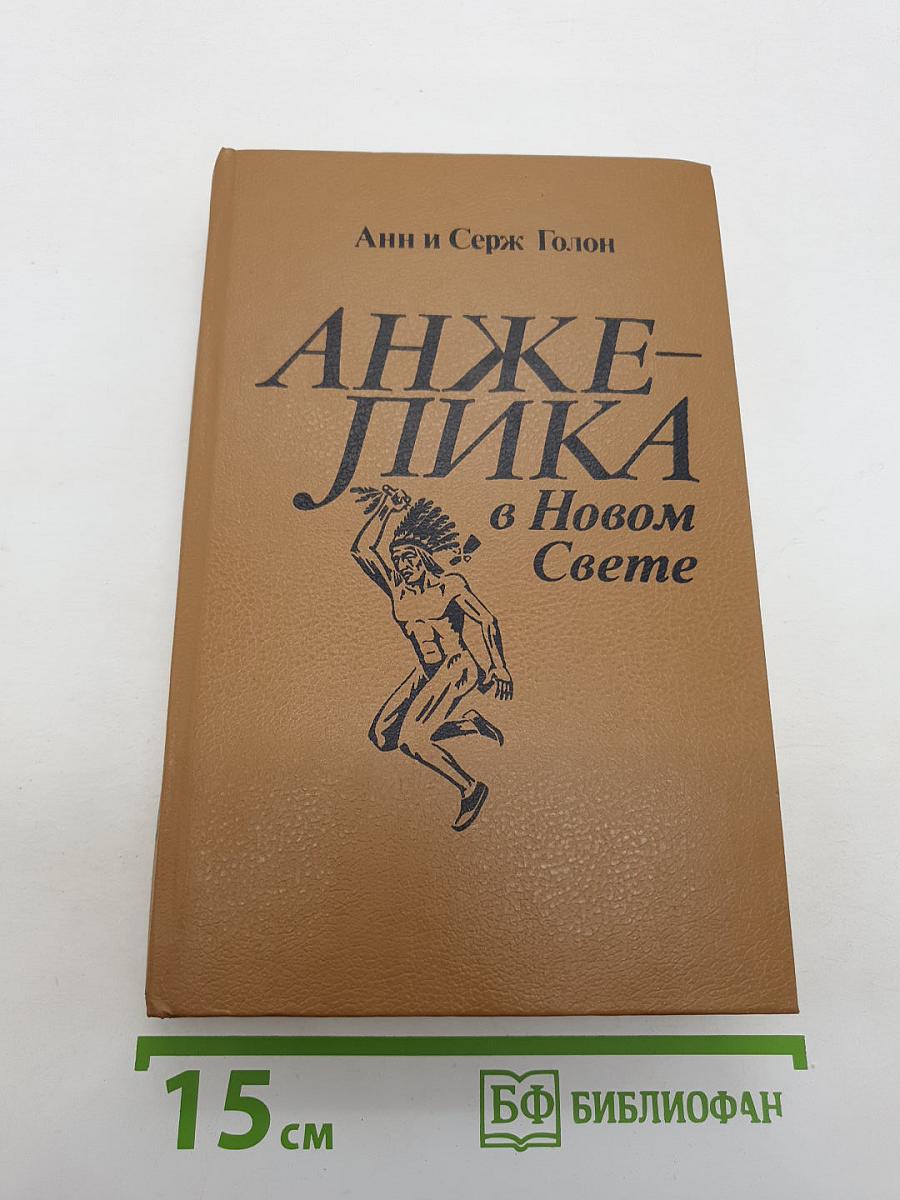 Анн и Серж Голон
АНЖЕ–
ЛИКА
в Новом
Свете
15 см
БФ БИБЛИОФАН